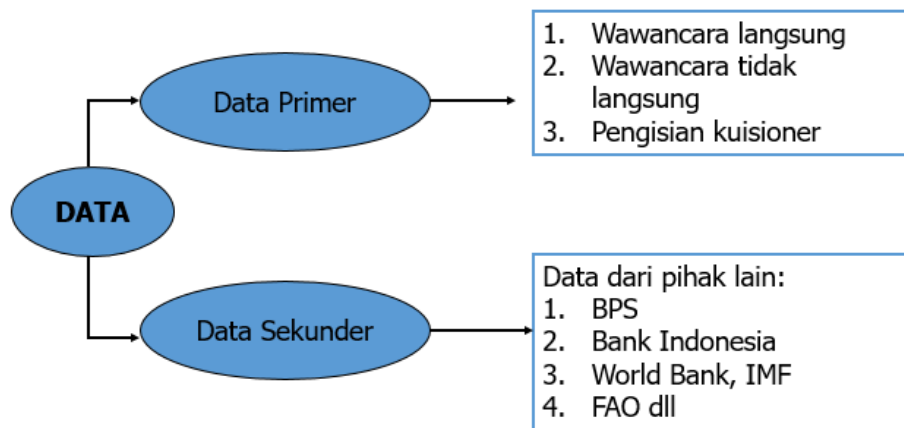 DATA
Data Primer
1. Wawancara langsung
2. Wawancara tidak
langsung
3. Pengisian kuisioner
Data Sekunder
Data dari pihak lain:
1. BPS
2. Bank Indonesia
3. World Bank, IMF
4. FAO dll